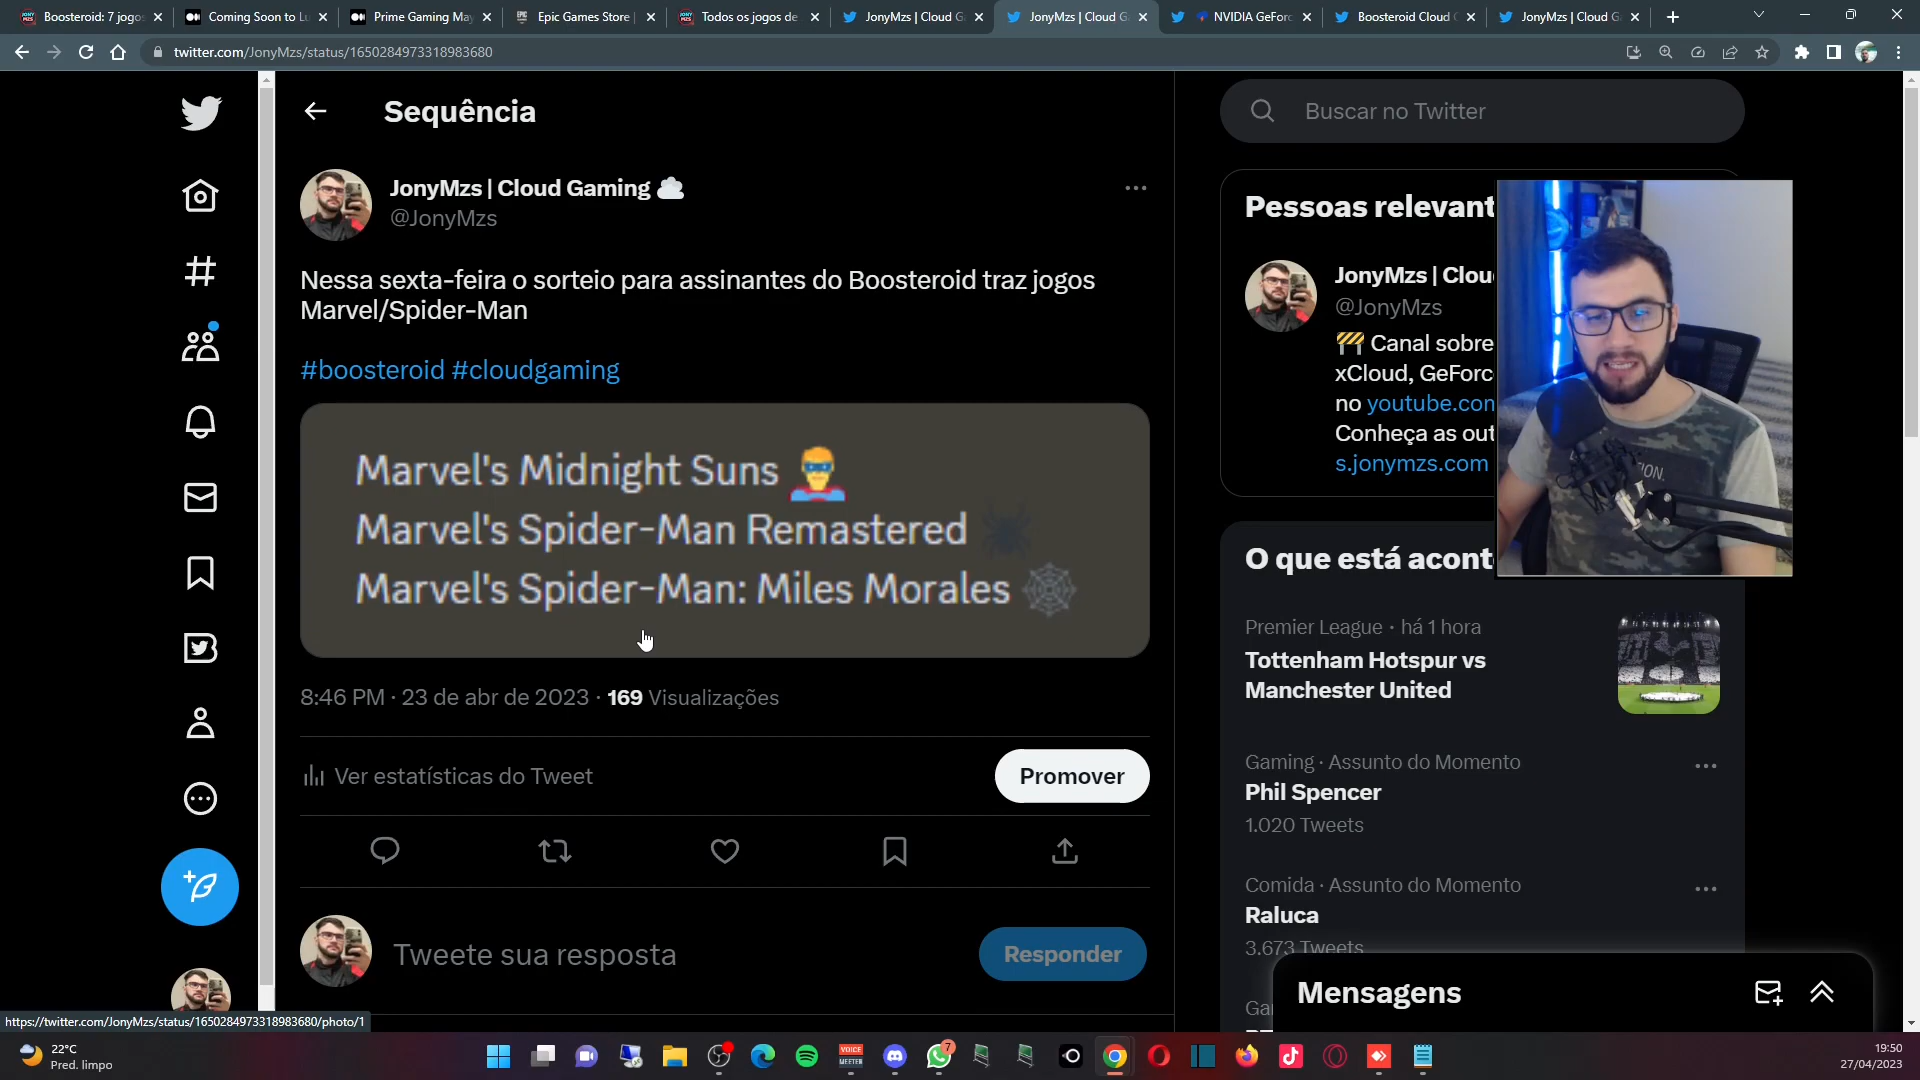 Boosteroid: 7 jogos
Coming Soon to Lu
Prime Gaming May
Epic Games Store |
Todos os jogos de
JonyMzs | Cloud G
JonyMzs | Cloud G
NVIDIA GeForc
Boosteroid Cloud
JonyMzs | Cloud G
twitter.com/JonyMzs/status/1650284973318983680
Sequência
Buscar no Twitter
JonyMzs | Cloud Gaming
@JonyMzs
Nessa sexta-feira o sorteio para assinantes do Boosteroid traz jogos
Marvel/Spider-Man
#boosteroid #cloudgaming
Marvel's Midnight Suns
Marvel's Spider-Man Remastered
Marvel's Spider-Man: Miles Morales
8:46 PM · 23 de abr de 2023 · 169 Visualizações
Ver estatísticas do Tweet
Promover
Tweete sua resposta
Responder
Pessoas relevant
JonyMzs | Clou
@JonyMzs
Canal sobre
xCloud, GeForc
no youtube.com
Conheça as out
s.jonymzs.com
O que está acont
Premier League · há 1 hora
Tottenham Hotspur vs
Manchester United
Gaming · Assunto do Momento
Phil Spencer
1.020 Tweets
Comida · Assunto do Momento
Raluca
3.673 Tweets
Mensagens
https://twitter.com/JonyMzs/status/1650284973318983680/photo/1
22°C
Pred. limpo
VOICE
MEETER
7
19:50
27/04/2023